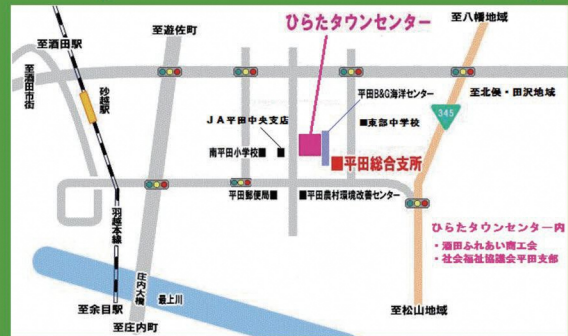 至遊佐町
ひらたタウンセンター
至八幡地域
至酒田駅
至酒田市街
砂越駅
平田B&G海洋センター
至北俣・田沢地域
345
JA平田中央支店
■東部中学校
南平田小学校■
■平田総合支所
平田郵便局■
■平田農村環境改善センター
羽越本線
ひらたタウンセンター内
・酒田ふれあい商工会
・社会福祉協議会平田支部
庄内大橋
最上川
至余目駅
至庄内町
至松山地域